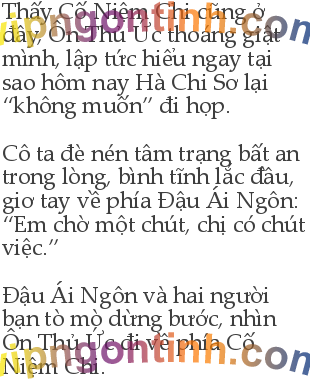 Thấy Cố Niệm Chi cũng ở
đây, Ôn Thủ Ức thoáng giật
mình, lập tức hiểu ngay tại
sao hôm nay Hà Chi Sơ lại
“không muốn” đi họp.
Cô ta đè nén tâm trạng bất an
trong lòng, bình tĩnh lắc đầu,
giơ tay về phía Đậu Ái Ngôn:
“Em chờ một chút, chị có chút
việc.”
Đậu Ái Ngôn và hai người
bạn tò mò dừng bước, nhìn
Ôn Thủ Ức đi về phía Cố
Niệm Chi.